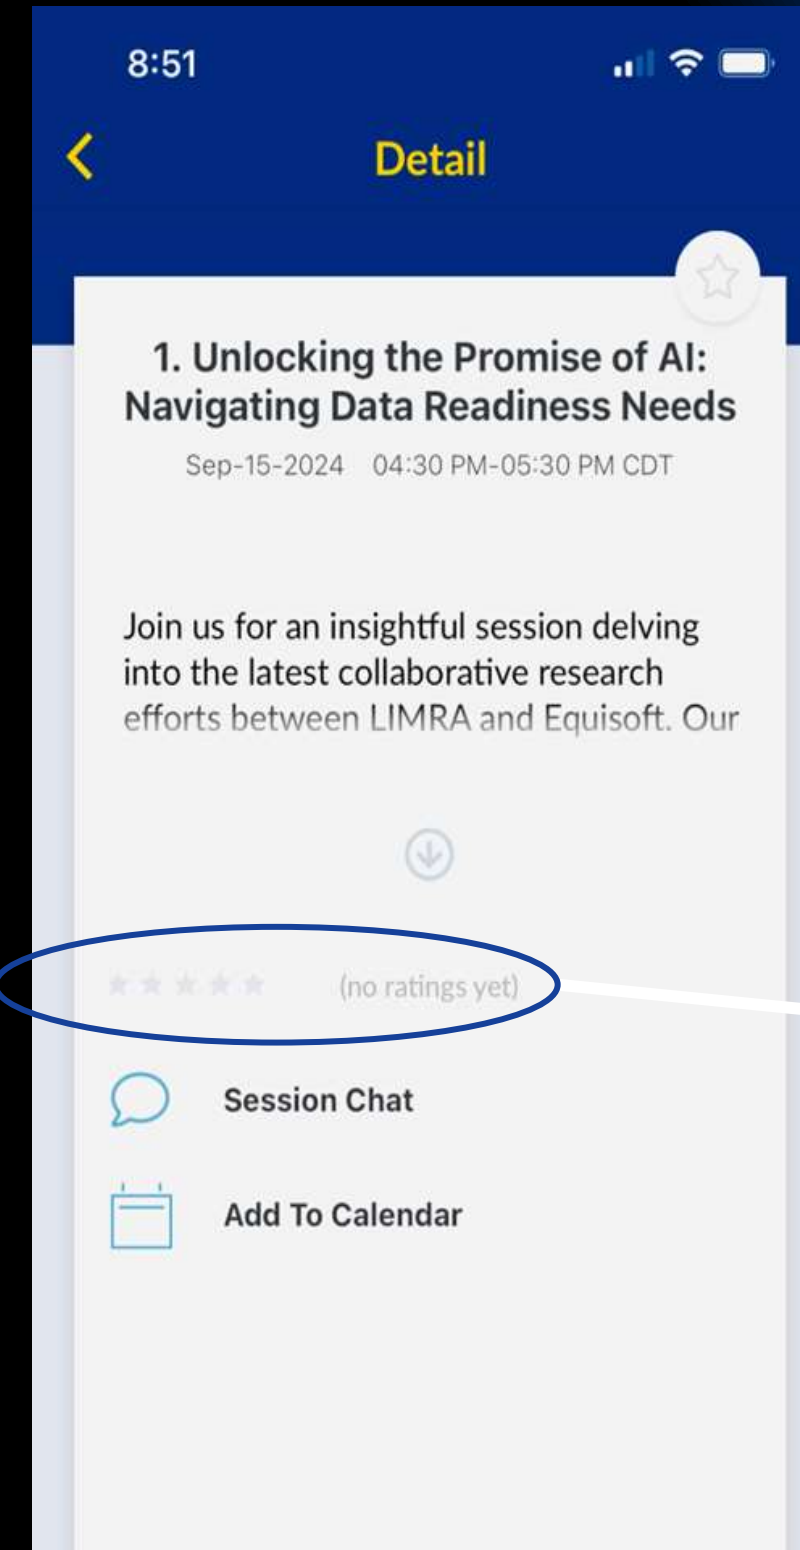 8:51
Detail
1. Unlocking the Promise of AI:
Navigating Data Readiness Needs
Sep-15-2024 04:30 PM-05:30 PM CDT
Join us for an insightful session delving
into the latest collaborative research
efforts between LIMRA and Equisoft. Our
(no ratings yet)
Session Chat
Add To Calendar